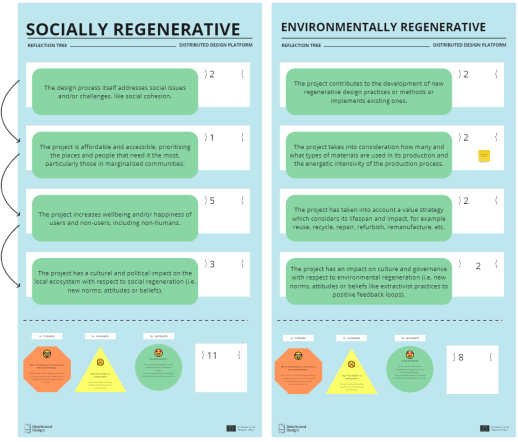 SOCIALLY REGENERATIVE
REFLECTION TREE
DISTRIBUTED DESIGN PLATFORM
The design process itself addresses social issues
and/or challenges, like social cohesion.
2
The project is affordable and accessible, prioritising
the places and people that need it the most,
particularly those in marginalised communities.
1
The project increases wellbeing and/or happiness of
users and non-users, including non-humans.
5
The project has a cultural and political impact on the
local ecosystem with respect to social regeneration (i.e.
new norms, attitudes or beliefs).
3
11
Distributed
Design
ENVIRONMENTALLY REGENERATIVE
REFLECTION TREE
DISTRIBUTED DESIGN PLATFORM
The project contributes to the development of new
regenerative design practices or methods or
implements existing ones.
2
The project takes into consideration how many and
what types of materials are used in its production and
the energetic intensivity of the production process.
2
The project has taken into account a value strategy
which considers its lifespan and impact, for example
reuse, recycle, repair, refurbish, remanufacture, etc.
2
The project has an impact on culture and governance
with respect to environmental regeneration (i.e. new
norms, attitudes or beliefs like extractivist practices to
positive feedback loops).
2
8
Distributed
Design